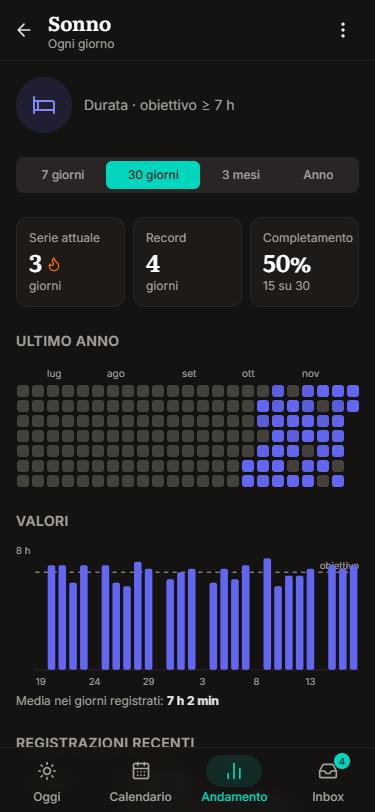 Sonno
Ogni giorno
Durata · obiettivo ≥ 7 h
7 giorni 30 giorni 3 mesi Anno
Serie attuale Record Completamento
3 4 50%
giorni giorni 15 su 30
ULTIMO ANNO
lug ago set ott nov
VALORI
8 h
obiettivo
19 24 29 3 8 13
Media nei giorni registrati: 7 h 2 min
REGISTRAZIONI RECENTI
4
Oggi Calendario Andamento Inbox